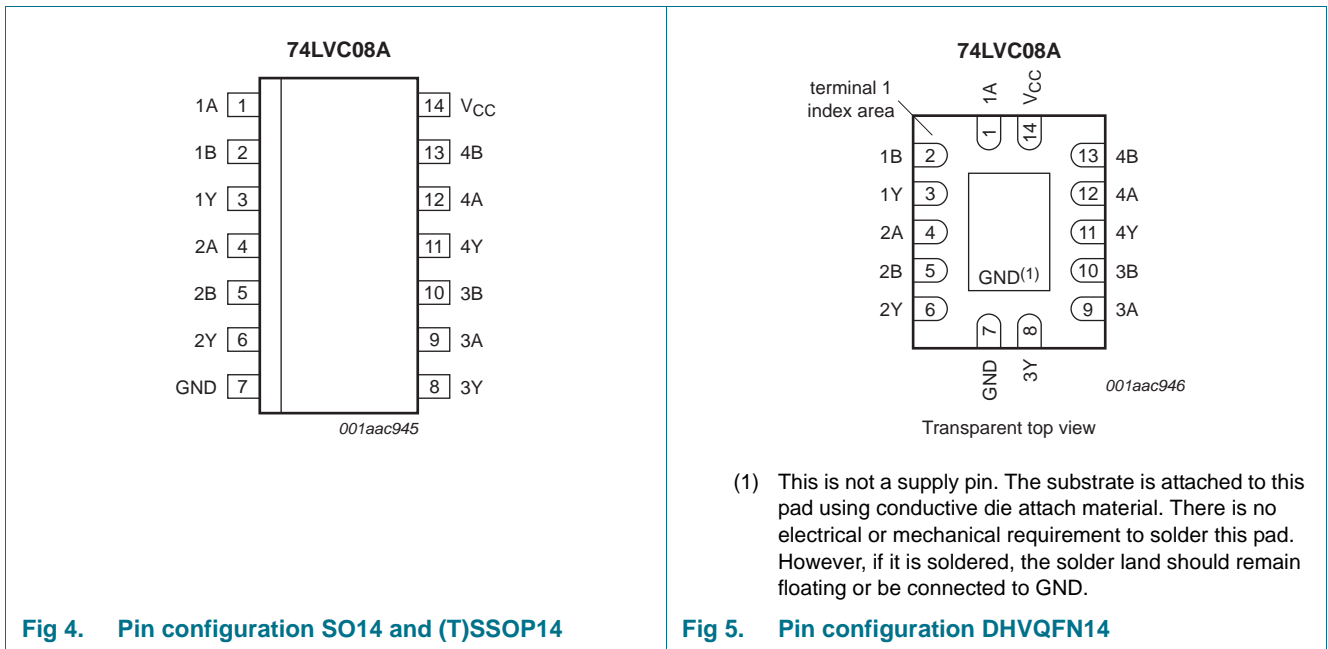 74LVC08A
1A 1 14 VCC
1B 2 13 4B
1Y 3 12 4A
2A 4 11 4Y
2B 5 10 3B
2Y 6 9 3A
GND 7 8 3Y
001aac945
Fig 4. Pin configuration SO14 and (T)SSOP14
74LVC08A
terminal 1
index area
1A VCC
1 14
1B 2 13 4B
1Y 3 12 4A
2A 4 11 4Y
2B 5 10 3B
GND(1)
2Y 6 9 3A
7 8
GND 3Y
001aac946
Transparent top view
(1) This is not a supply pin. The substrate is attached to this
pad using conductive die attach material. There is no
electrical or mechanical requirement to solder this pad.
However, if it is soldered, the solder land should remain
floating or be connected to GND.
Fig 5. Pin configuration DHVQFN14